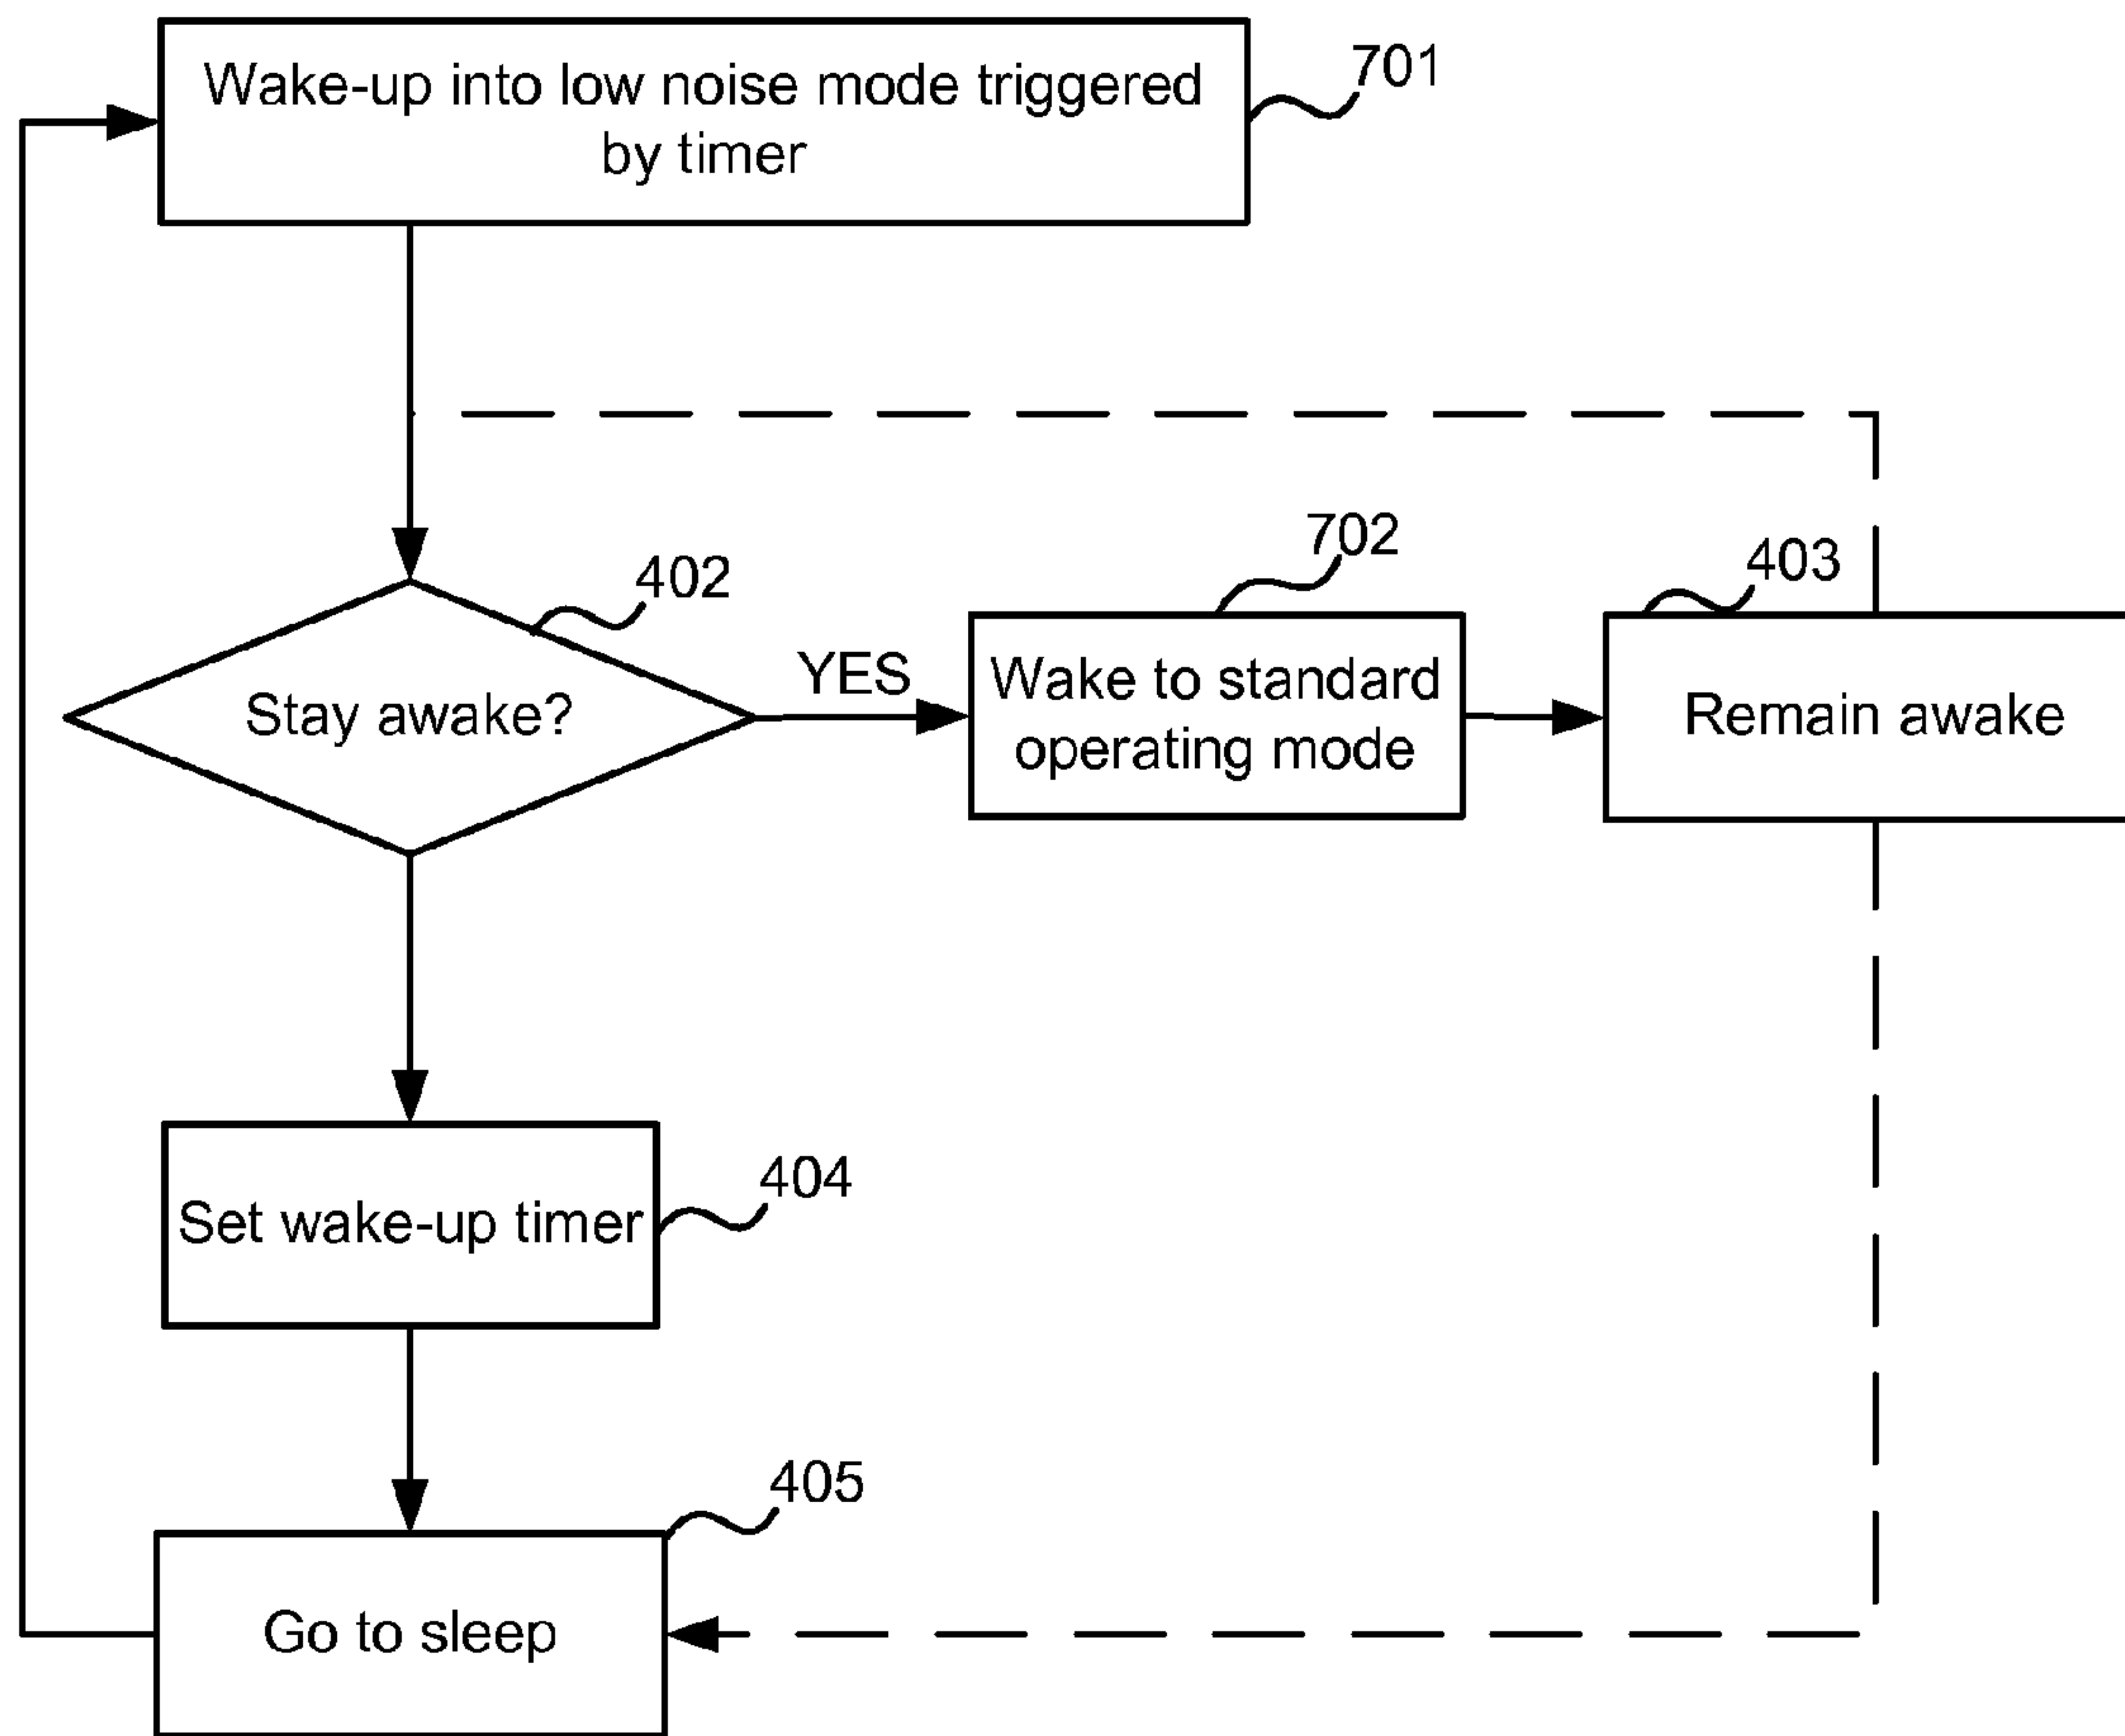 Wake-up into low noise mode triggered
by timer
701
402
Stay awake?
YES
702
Wake to standard
operating mode
403
Remain awake
404
Set wake-up timer
405
Go to sleep